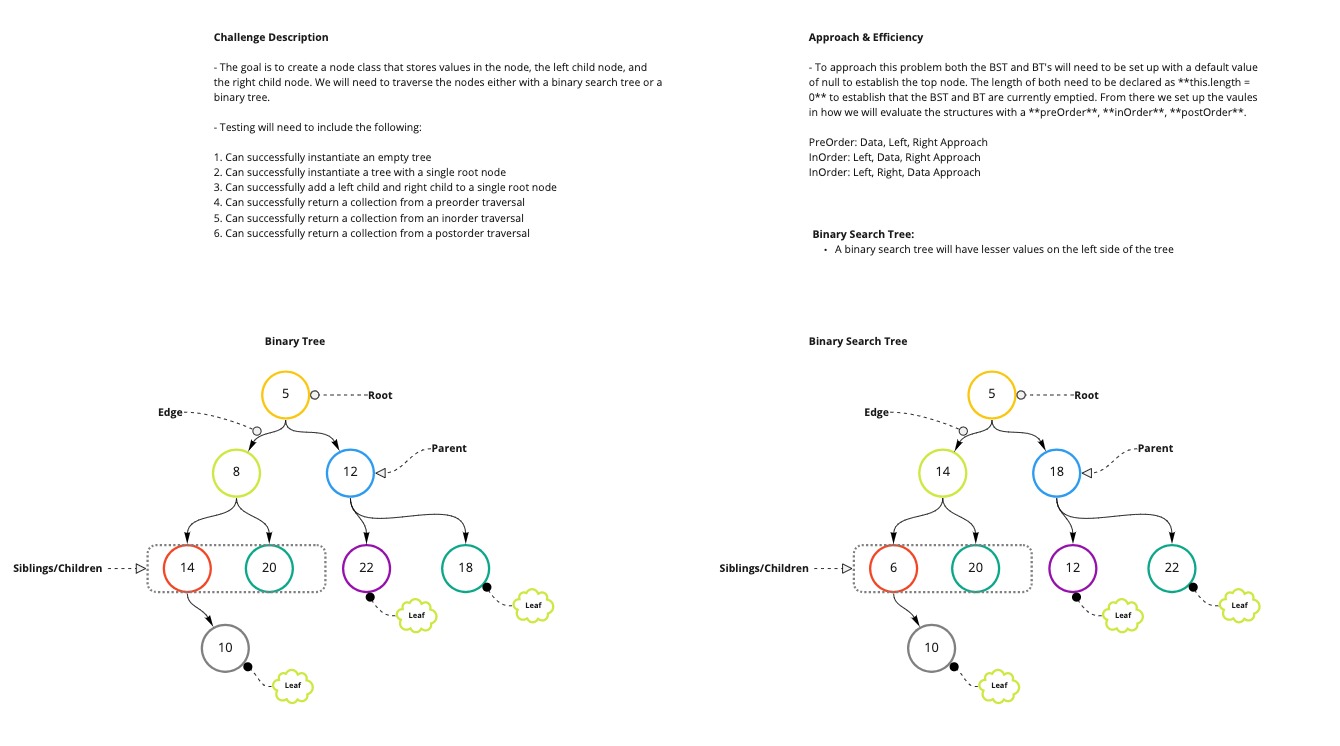 Challenge Description
- The goal is to create a node class that stores values in the node, the left child node, and
the right child node. We will need to traverse the nodes either with a binary search tree or a
binary tree.
- Testing will need to include the following:
1. Can successfully instantiate an empty tree
2. Can successfully instantiate a tree with a single root node
3. Can successfully add a left child and right child to a single root node
4. Can successfully return a collection from a preorder traversal
5. Can successfully return a collection from an inorder traversal
6. Can successfully return a collection from a postorder traversal
Approach & Efficiency
- To approach this problem both the BST and BT's will need to be set up with a default value
of null to establish the top node. The length of both need to be declared as **this.length =
0** to establish that the BST and BT are currently emptied. From there we set up the vaules
in how we will evaluate the structures with a **preOrder**, **inOrder**, **postOrder**.
PreOrder: Data, Left, Right Approach
InOrder: Left, Data, Right Approach
InOrder: Left, Right, Data Approach
Binary Search Tree:
• A binary search tree will have lesser values on the left side of the tree
Binary Tree
5
Root
Edge
Parent
8
12
Siblings/Children
14
20
22
18
Leaf
Leaf
10
Leaf
Binary Search Tree
5
Root
Edge
Parent
14
18
Siblings/Children
6
20
12
22
Leaf
Leaf
10
Leaf